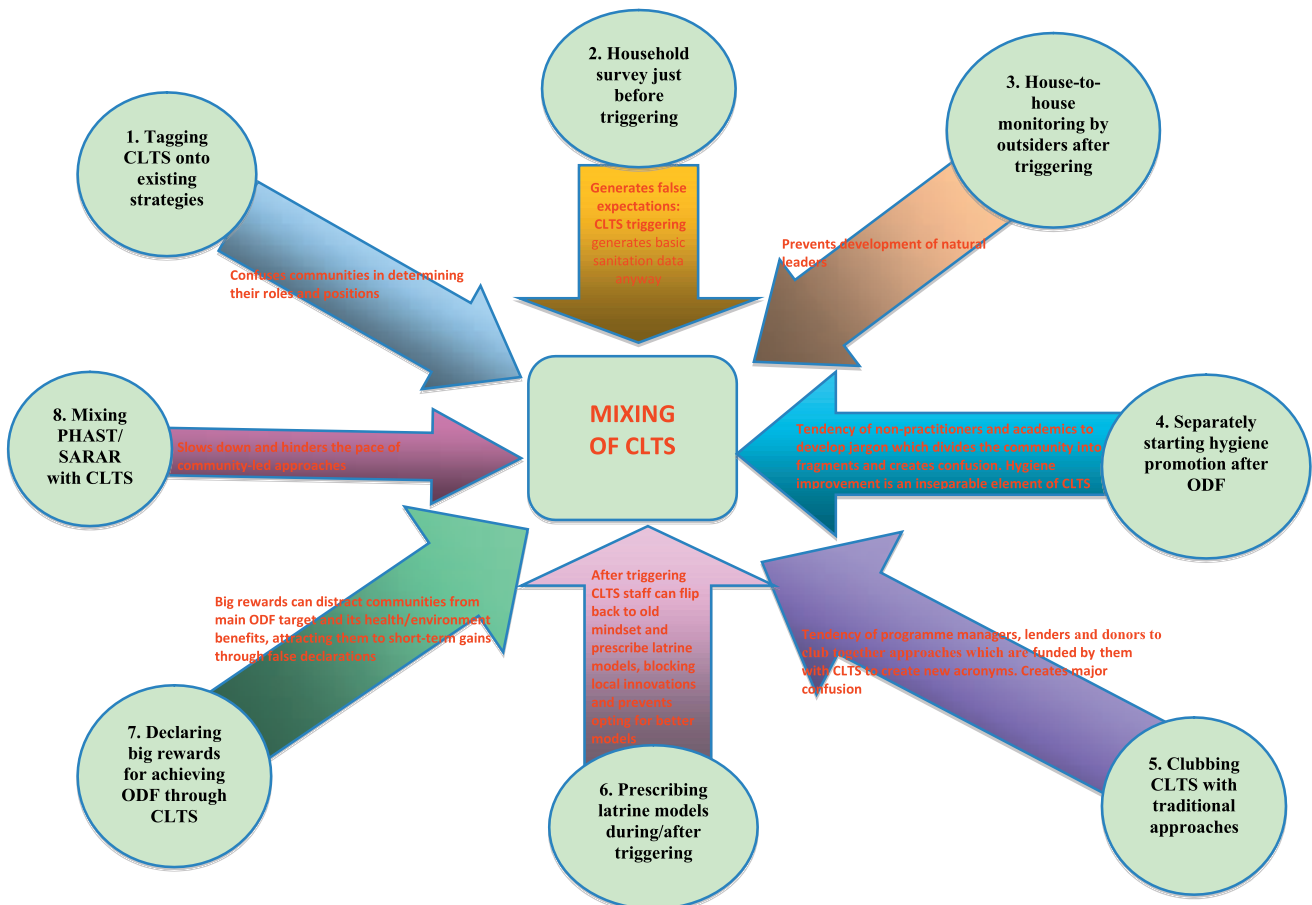 1. Tagging
CLTS onto
existing
strategies
Confuses communities in determining
their roles and positions
2. Household
survey just
before
triggering
Generates false
expectations:
CLTS triggering
generates basic
sanitation data
anyway
3. House-to-
house
monitoring by
outsiders after
triggering
Prevents development of natural
leaders
MIXING
OF CLTS
4. Separately
starting hygiene
promotion after
ODF
Tendency of non-practitioners and academics to
develop jargon which divides the community into
fragments and creates confusion. Hygiene
improvement is an inseparable element of CLTS
5. Clubbing
CLTS with
traditional
approaches
Tendency of programme managers, lenders and donors to
club together approaches which are funded by them
with CLTS to create new acronyms. Creates major
confusion
6. Prescribing
latrine models
during/after
triggering
After triggering
CLTS staff can flip
back to old
mindset and
prescribe latrine
models, blocking
local innovations
and prevents
opting for better
models
7. Declaring
big rewards
for achieving
ODF through
CLTS
Big rewards can distract communities from
main ODF target and its health/environment
benefits, attracting them to short-term gains
through false declarations
8. Mixing
PHAST/
SARAR
with CLTS
Slows down and hinders the pace of
community-led approaches